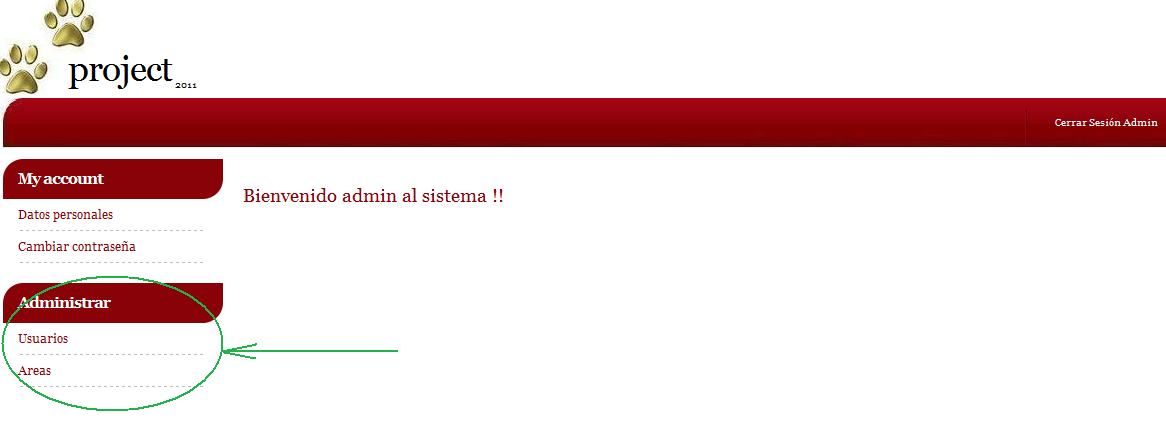 project 2011
Cerrar Sesión Admin
My account
Bienvenido admin al sistema !!
Datos personales
Cambiar contraseña
Administrar
Usuarios
Areas